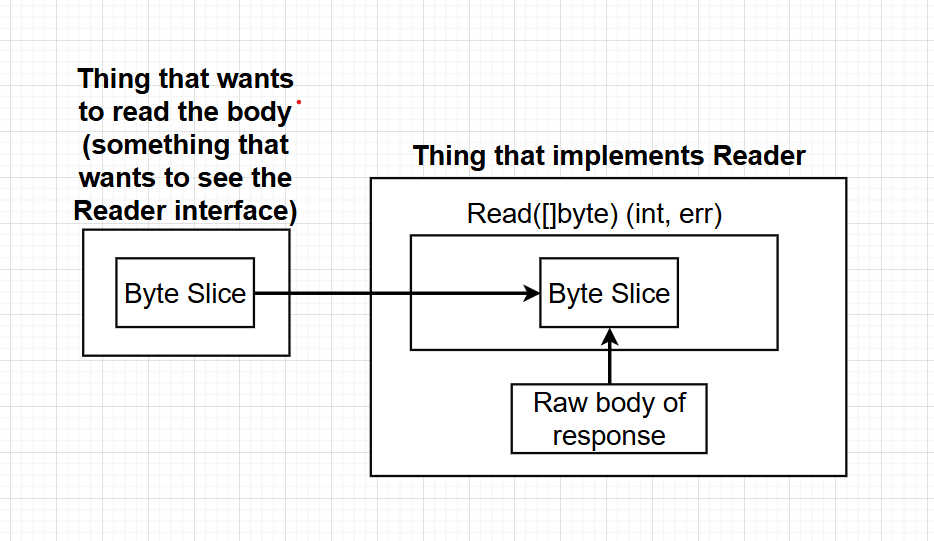 Thing that wants
to read the body
(something that
wants to see the
Reader interface)
Byte Slice
Thing that implements Reader
Read([]byte) (int, err)
Byte Slice
Raw body of
response